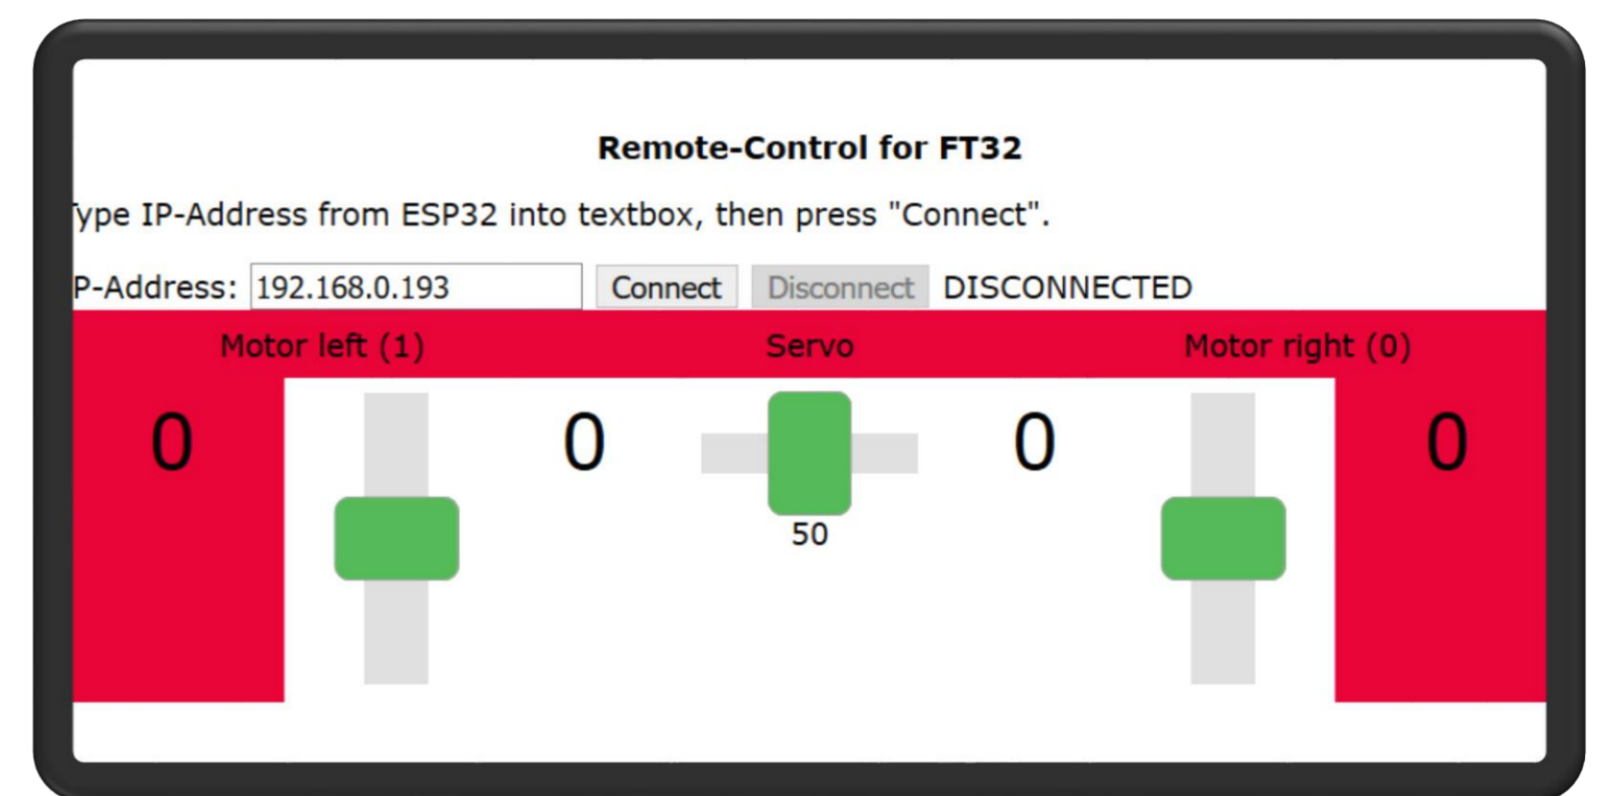 Remote-Control for FT32
Type IP-Address from ESP32 into textbox, then press "Connect".
P-Address: 192.168.0.193 Connect Disconnect DISCONNECTED
Motor left (1) Servo Motor right (0)
0 0 0 0
50